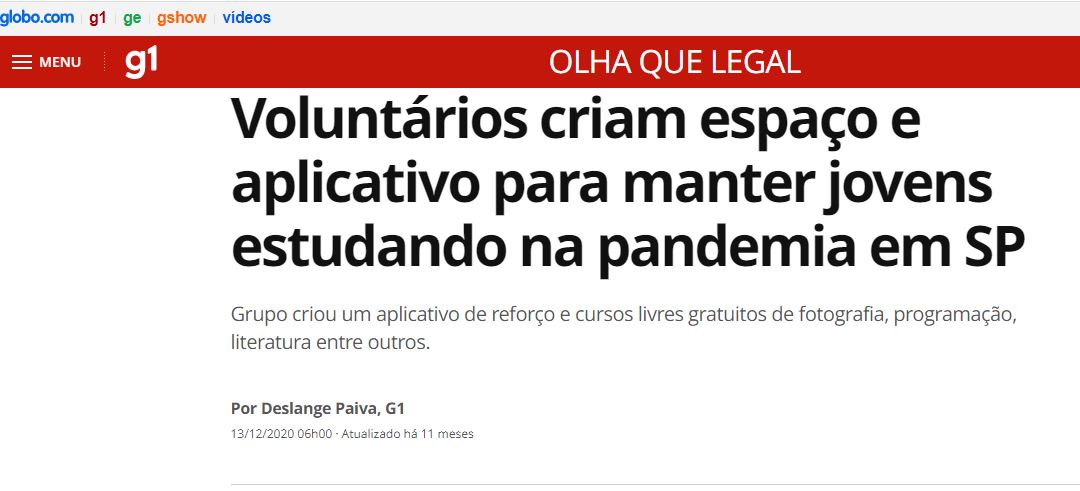 globo.com g1 ge gshow vídeos
MENU g1 OLHA QUE LEGAL
Voluntários criam espaço e
aplicativo para manter jovens
estudando na pandemia em SP
Grupo criou um aplicativo de reforço e cursos livres gratuitos de fotografia, programação,
literatura entre outros.
Por Deslange Paiva, G1
13/12/2020 06h00 · Atualizado há 11 meses